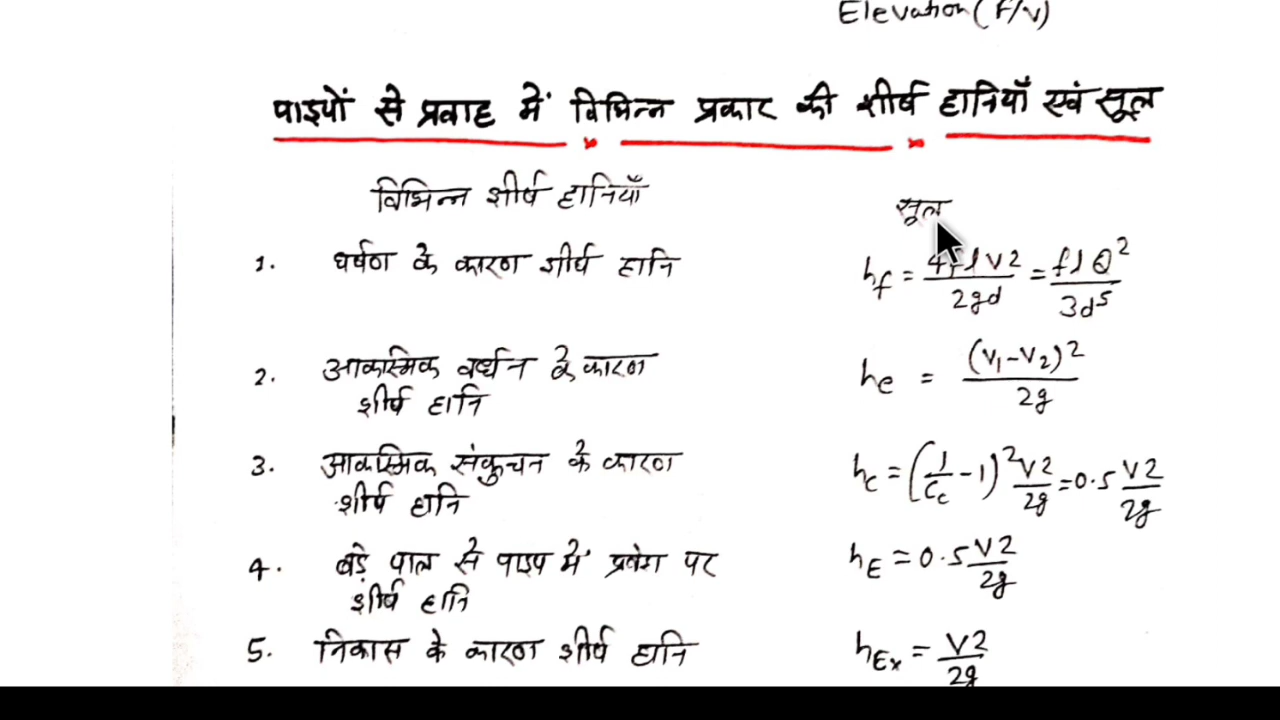 Elevation (f/v)
पाइपों से प्रवाह में विभिन्न प्रकार की शीर्ष हानियाँ एवं सूत्र
विभिन्न शीर्ष हानियाँ सूत्र
1. घर्षण के कारण शीर्ष हानि hf = 4flv2/2gd = flQ²/3d⁵
2. आकस्मिक वर्धन के कारण
शीर्ष हानि he = (V₁-V₂)²/2g
3. आकस्मिक संकुचन के कारण
शीर्ष हानि hc = (1/Cc - 1)² V2/2g = 0.5 V2/2g
4. बड़े पात्र से पाइप में प्रवेश पर
शीर्ष हानि hE = 0.5 V2/2g
5. निकास के कारण शीर्ष हानि hEx = V2/2g